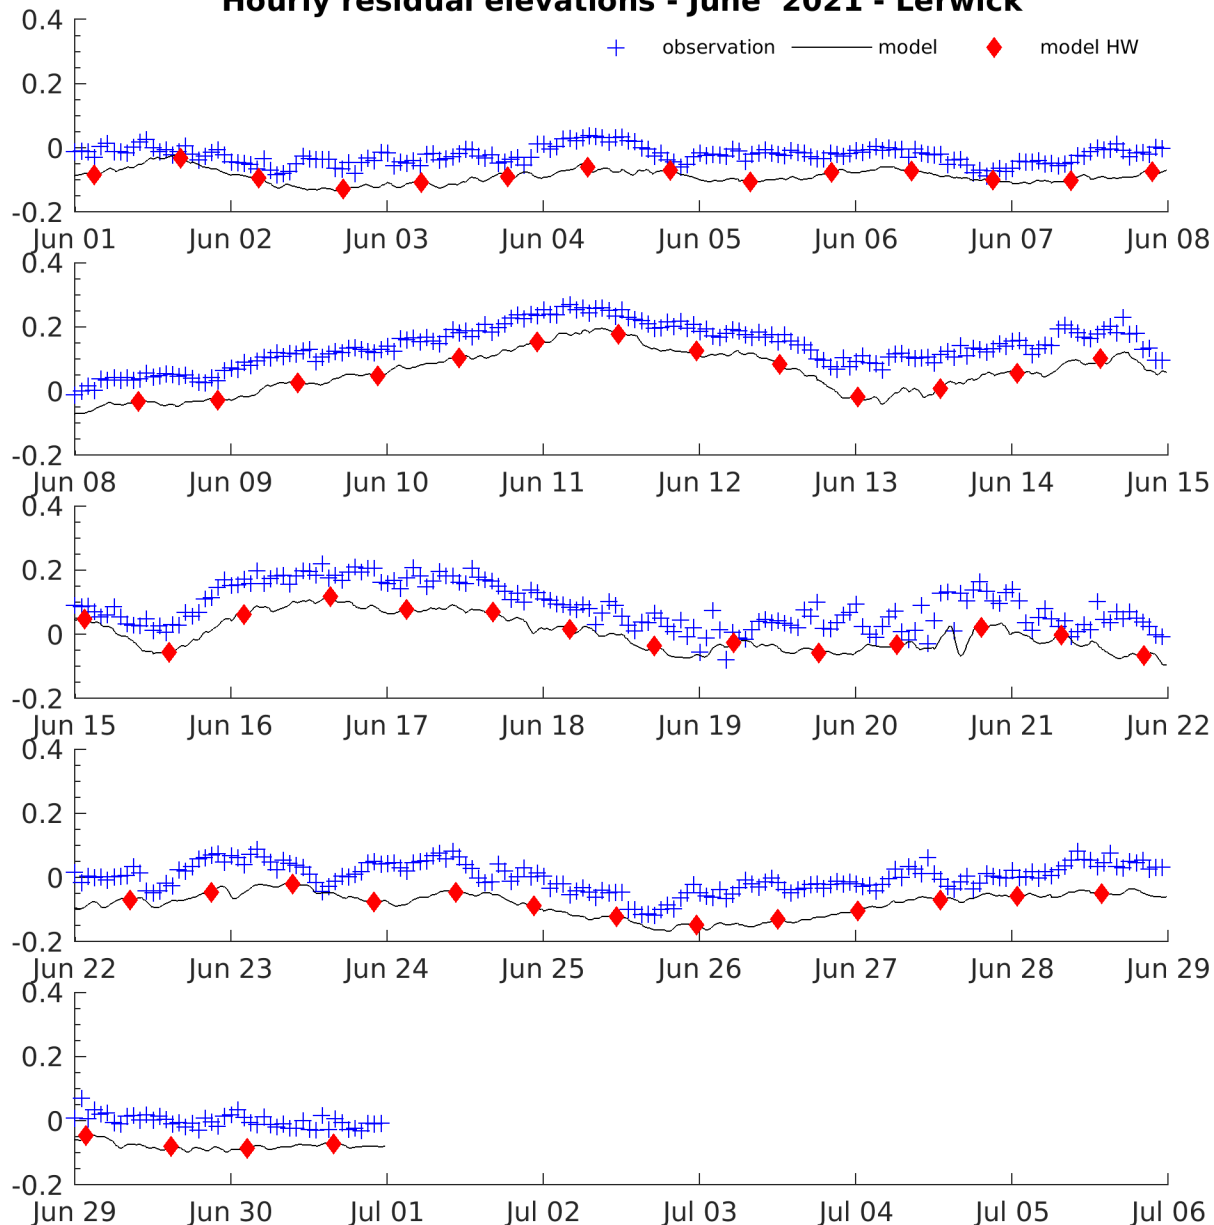 Hourly residual elevations - June 2021 - Lerwick
observation model model HW
0.4
0.2
0
-0.2
Jun 01 Jun 02 Jun 03 Jun 04 Jun 05 Jun 06 Jun 07 Jun 08
0.4
0.2
0
-0.2
Jun 08 Jun 09 Jun 10 Jun 11 Jun 12 Jun 13 Jun 14 Jun 15
0.4
0.2
0
-0.2
Jun 15 Jun 16 Jun 17 Jun 18 Jun 19 Jun 20 Jun 21 Jun 22
0.4
0.2
0
-0.2
Jun 22 Jun 23 Jun 24 Jun 25 Jun 26 Jun 27 Jun 28 Jun 29
0.4
0.2
0
-0.2
Jun 29 Jun 30 Jul 01 Jul 02 Jul 03 Jul 04 Jul 05 Jul 06